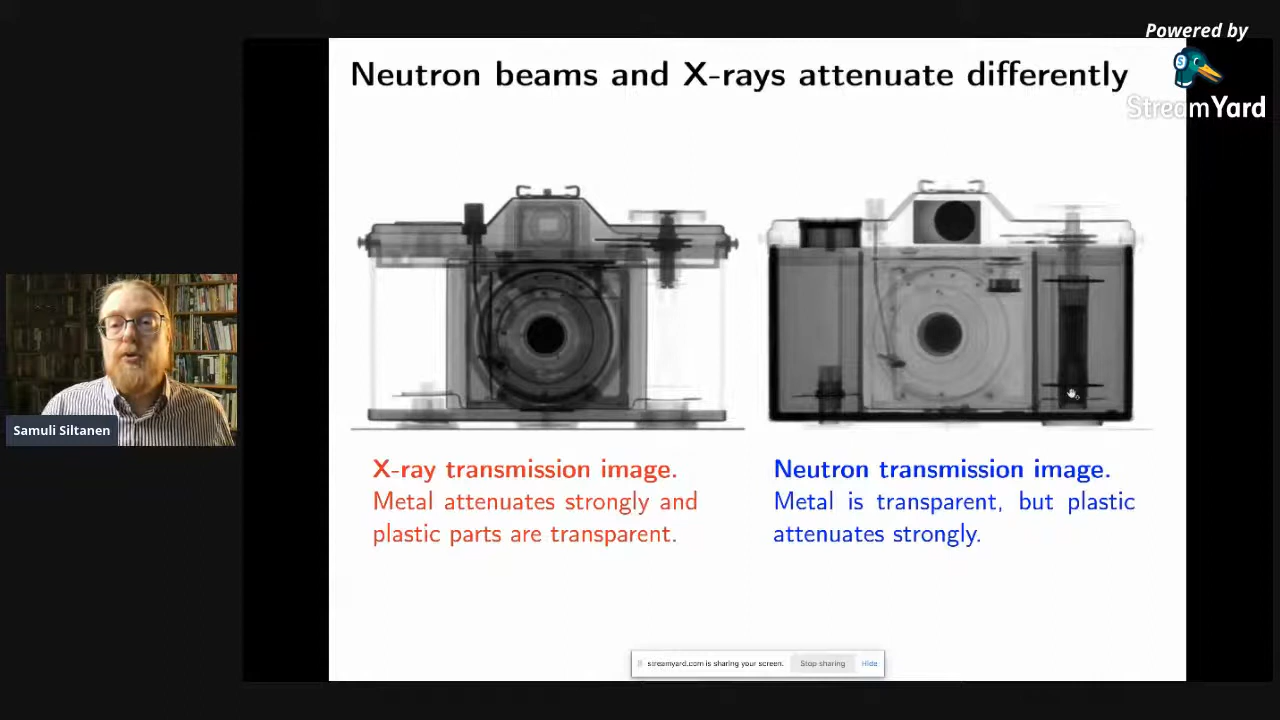 Powered by
StreamYard
Neutron beams and X-rays attenuate differently
X-ray transmission image.
Metal attenuates strongly and
plastic parts are transparent.
Neutron transmission image.
Metal is transparent, but plastic
attenuates strongly.
Samuli Siltanen
streamyard.com is sharing your screen.
Stop sharing
Hide